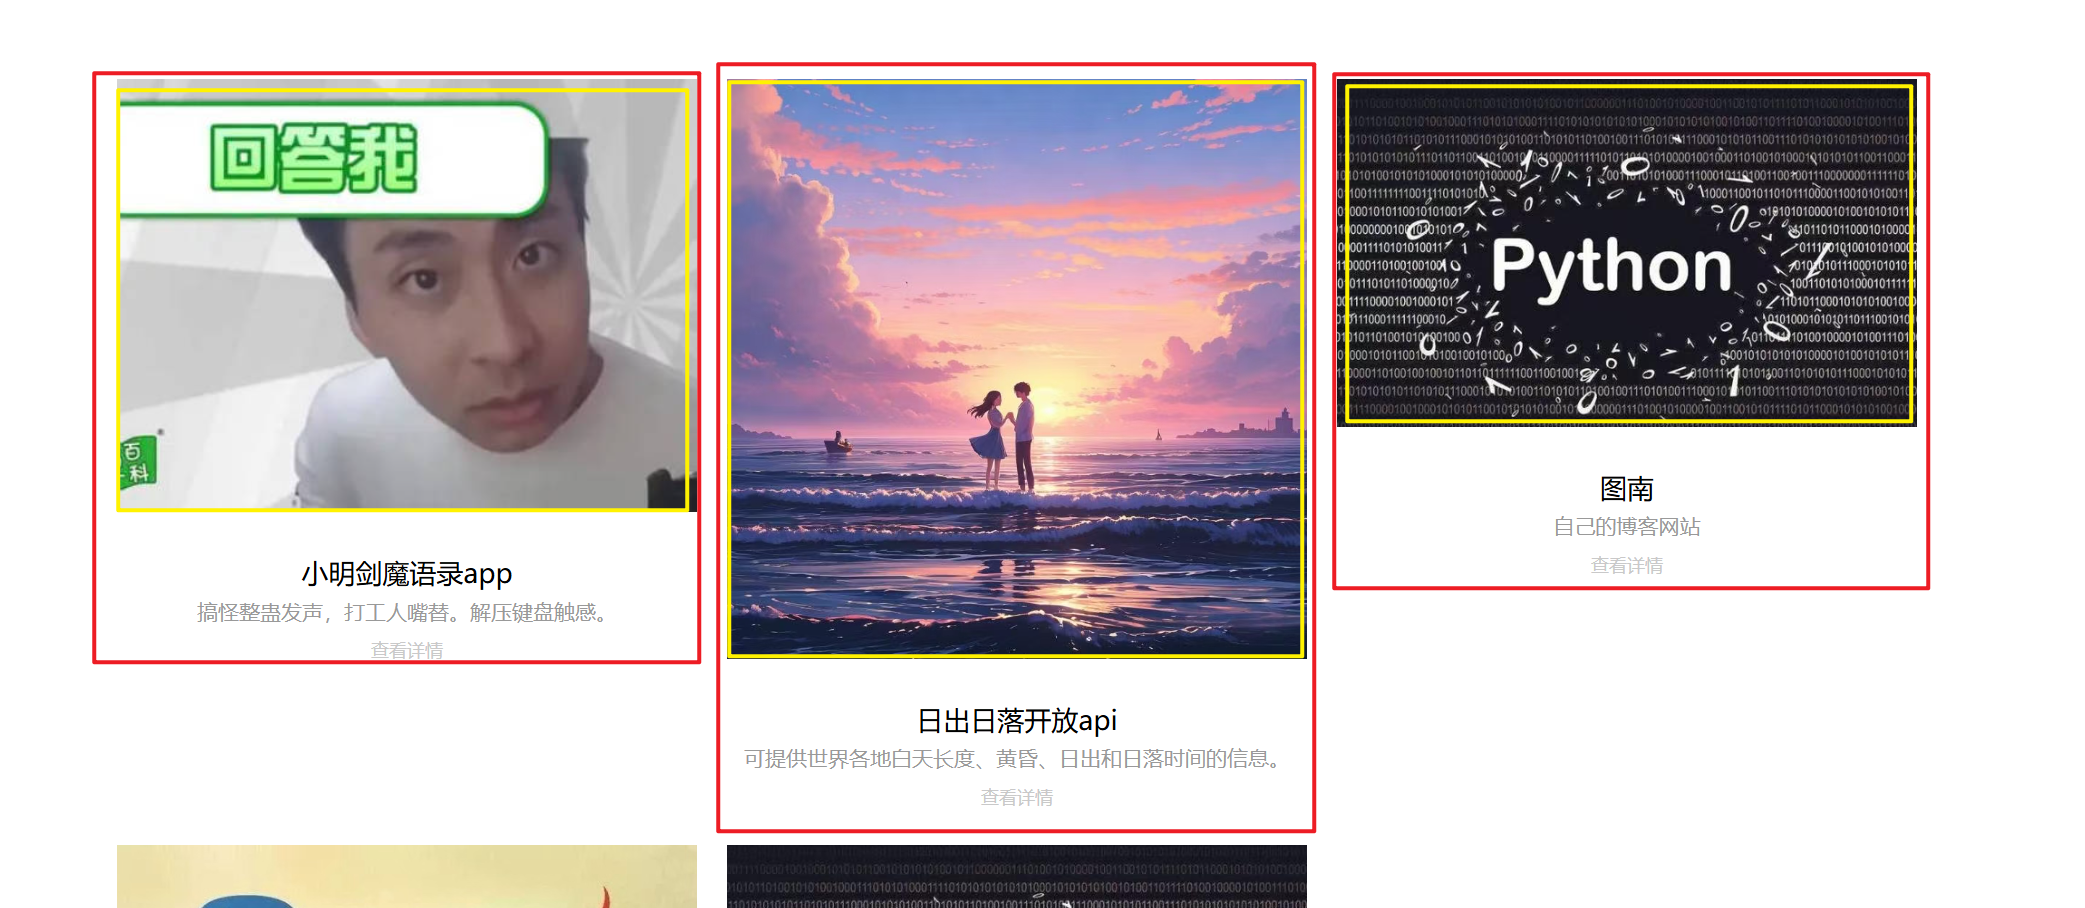 回答我
百
科
小明剑魔语录app
搞怪整蛊发声，打工人嘴替。解压键盘触感。
查看详情
日出日落开放api
可提供世界各地白天长度、黄昏、日出和日落时间的信息。
查看详情
Python
图南
自己的博客网站
查看详情